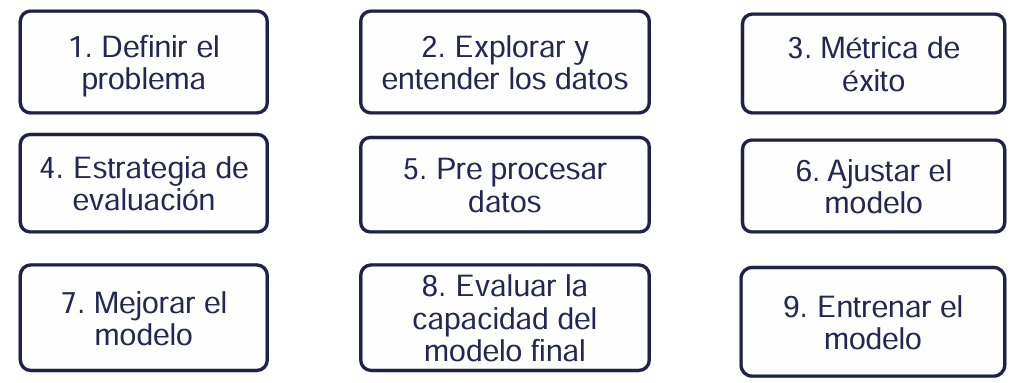 1. Definir el
problema
2. Explorar y
entender los datos
3. Métrica de
éxito
4. Estrategia de
evaluación
5. Pre procesar
datos
6. Ajustar el
modelo
7. Mejorar el
modelo
8. Evaluar la
capacidad del
modelo final
9. Entrenar el
modelo